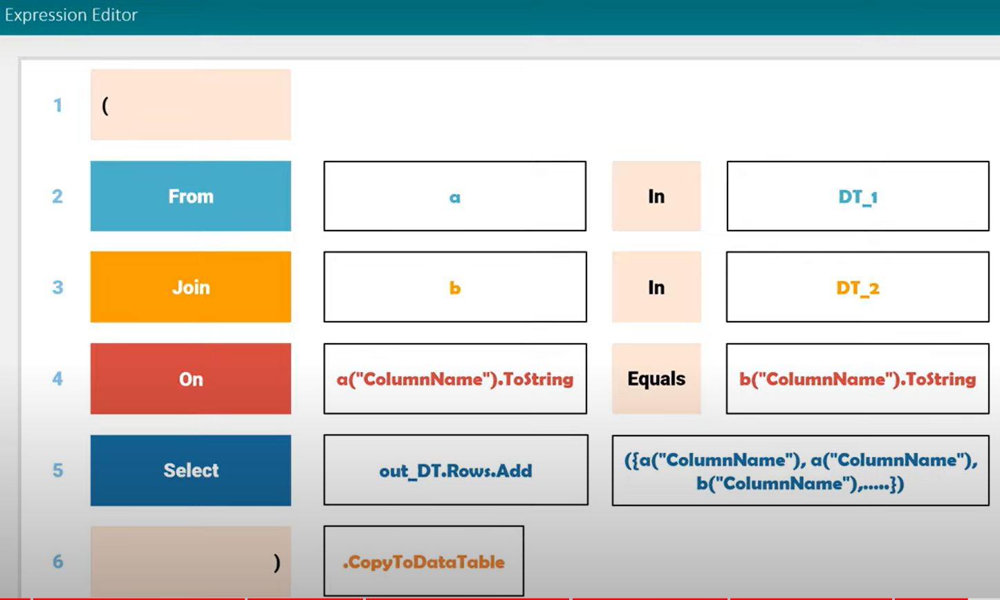 Expression Editor
1 (
2 From a In DT_1
3 Join b In DT_2
4 On a("ColumnName").ToString Equals b("ColumnName").ToString
5 Select out_DT.Rows.Add ({a("ColumnName"), a("ColumnName"),
b("ColumnName"),.....})
6 ) .CopyToDataTable